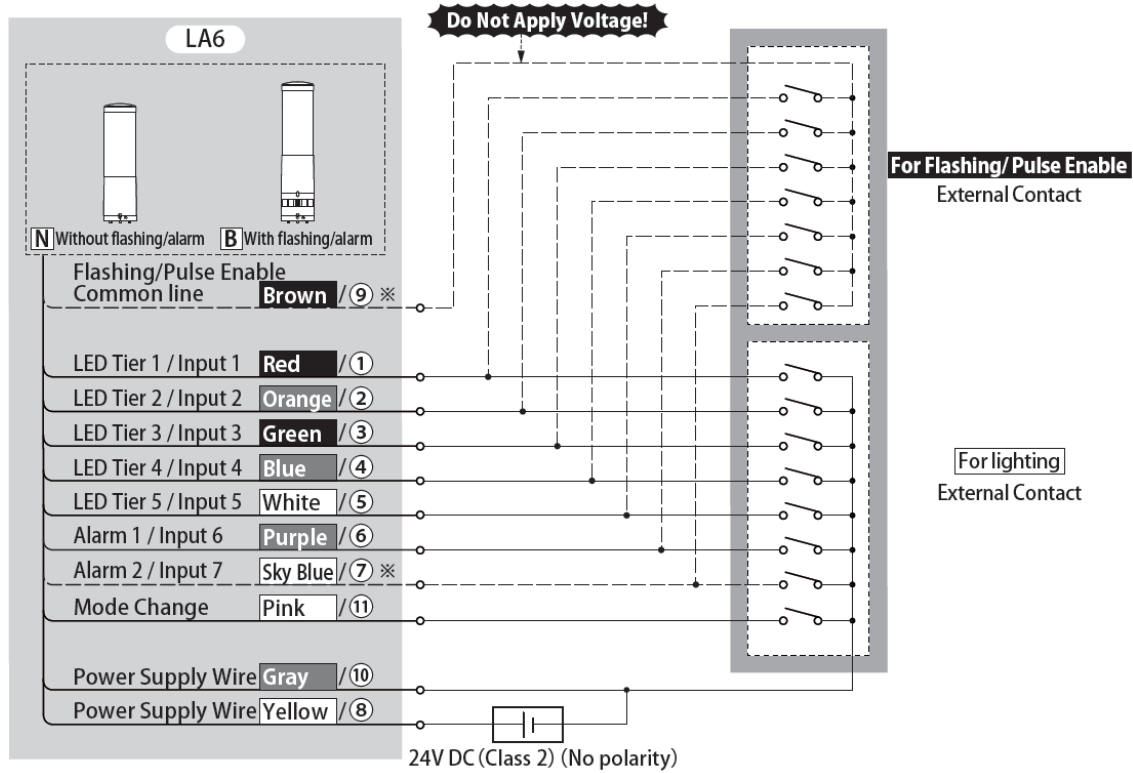 Do Not Apply Voltage!
LA6
N Without flashing/alarm B With flashing/alarm
For Flashing/ Pulse Enable
External Contact
Flashing/Pulse Enable
Common line Brown /⑨ ※
LED Tier 1 / Input 1 Red /①
LED Tier 2 / Input 2 Orange /②
LED Tier 3 / Input 3 Green /③
LED Tier 4 / Input 4 Blue /④
LED Tier 5 / Input 5 White /⑤
Alarm 1 / Input 6 Purple /⑥
Alarm 2 / Input 7 Sky Blue /⑦ ※
Mode Change Pink /⑪
For lighting
External Contact
Power Supply Wire Gray /⑩
Power Supply Wire Yellow /⑧
24V DC (Class 2) (No polarity)